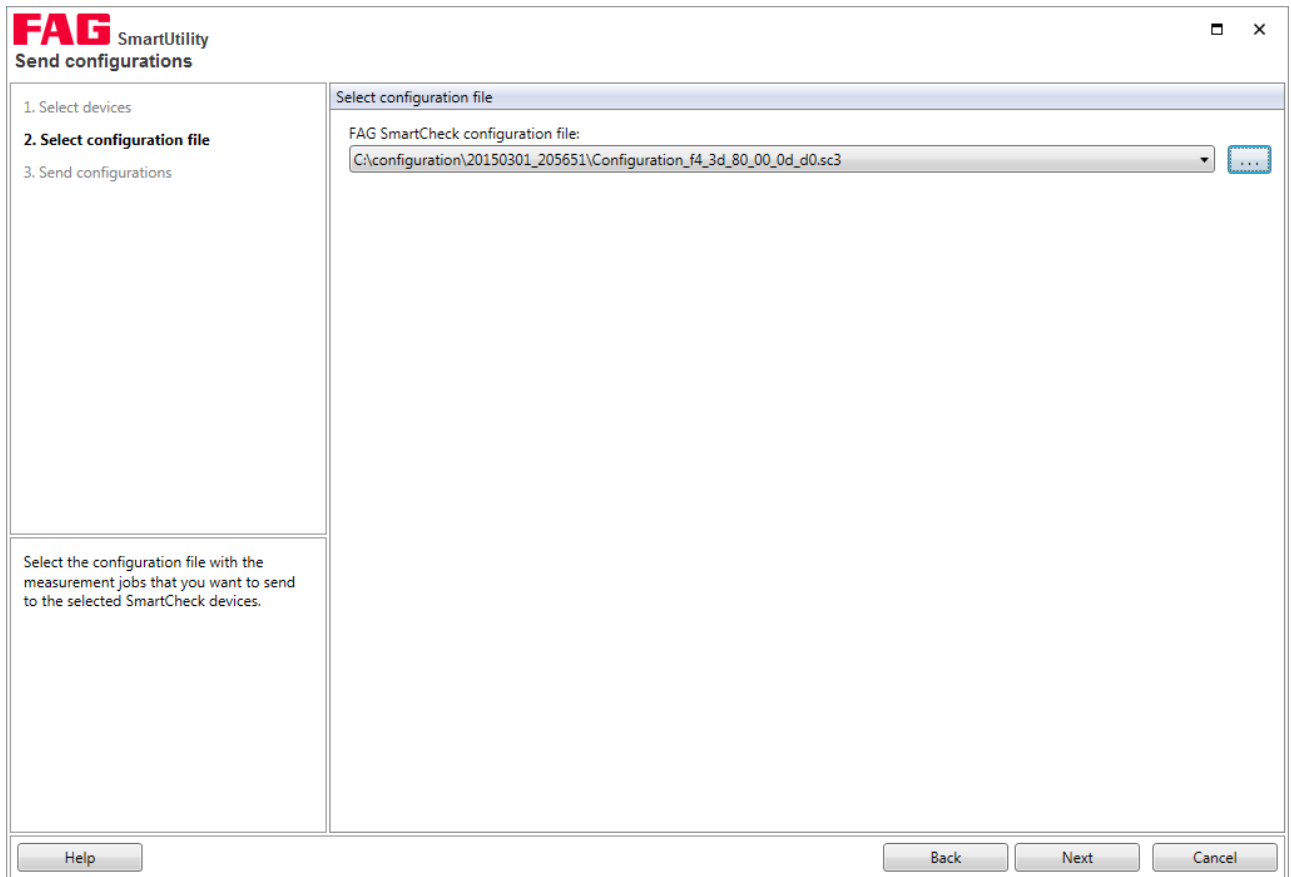 FAG SmartUtility
Send configurations
1. Select devices
2. Select configuration file
3. Send configurations
Select configuration file
FAG SmartCheck configuration file:
C:\configuration\20150301_205651\Configuration_f4_3d_80_00_0d_d0.sc3
...
Select the configuration file with the
measurement jobs that you want to send
to the selected SmartCheck devices.
Help
Back
Next
Cancel